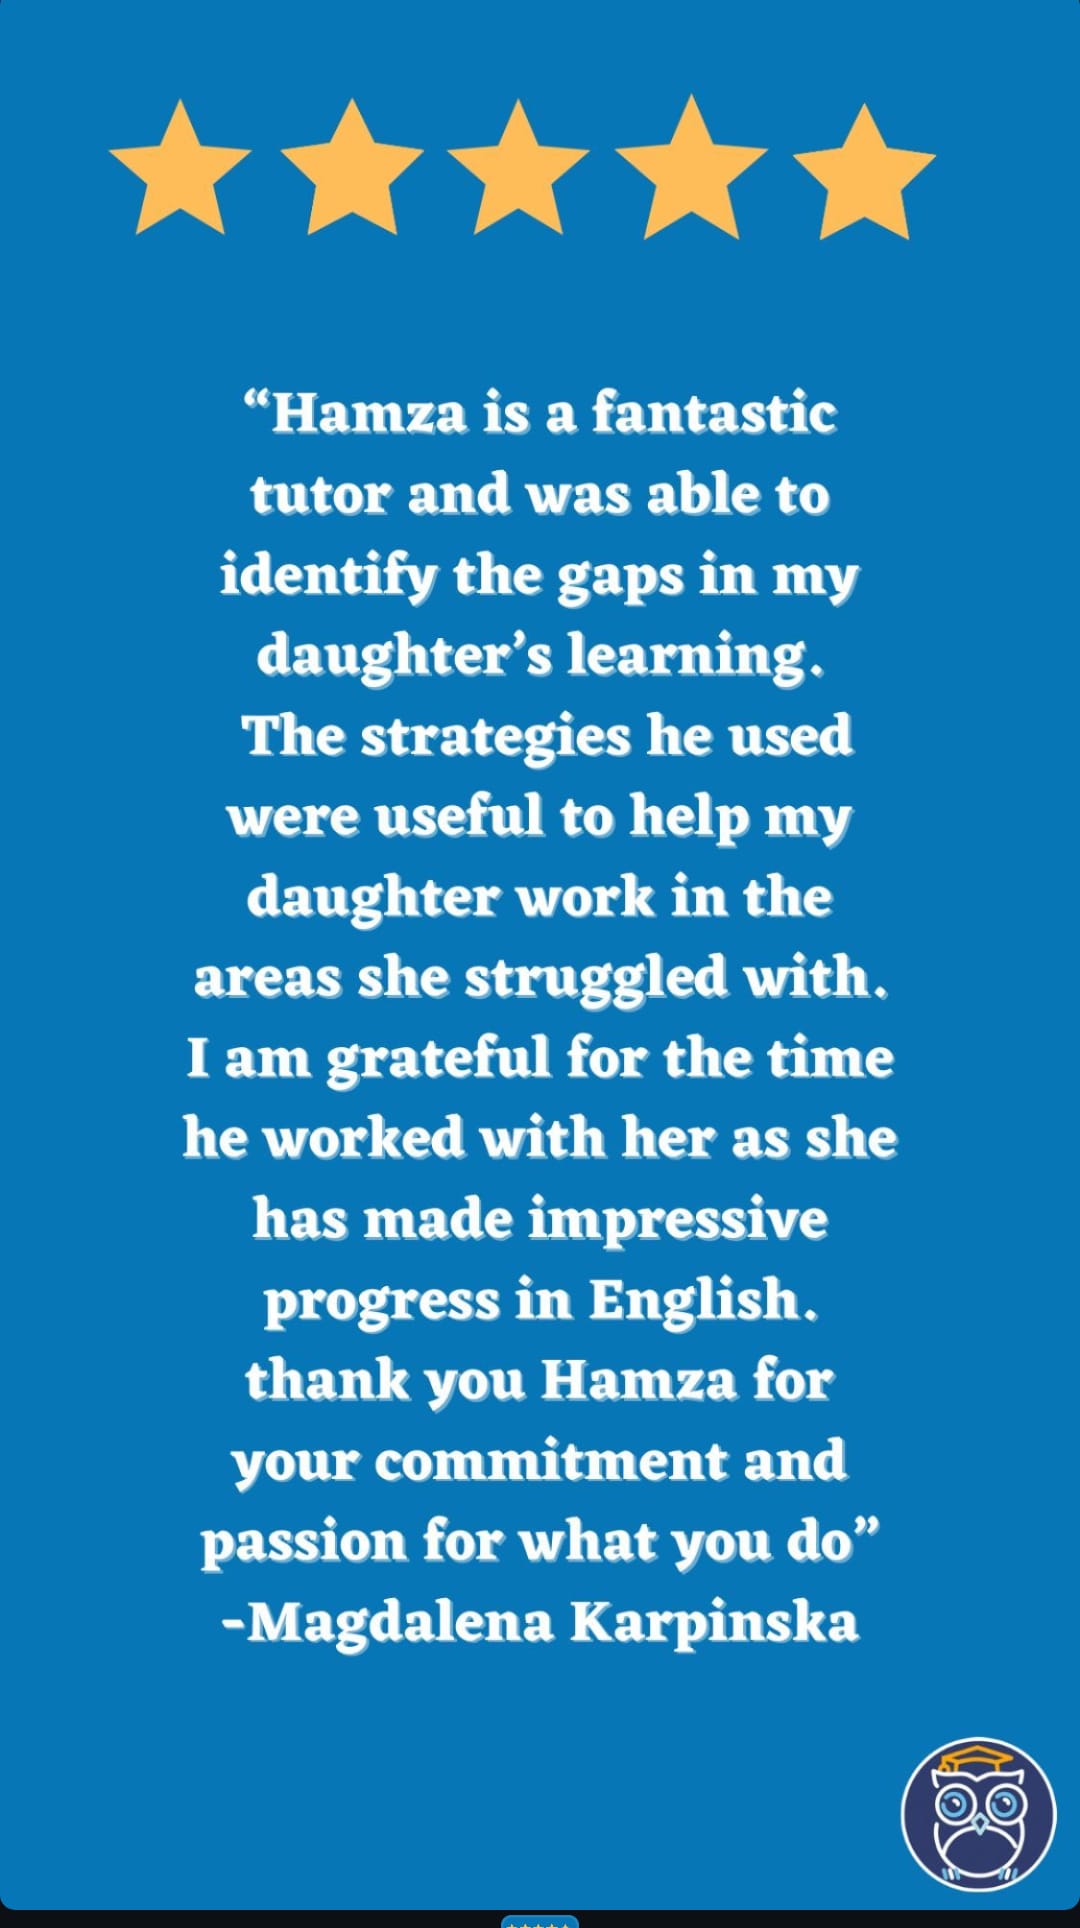 “Hamza is a fantastic
tutor and was able to
identify the gaps in my
daughter’s learning.
The strategies he used
were useful to help my
daughter work in the
areas she struggled with.
I am grateful for the time
he worked with her as she
has made impressive
progress in English.
thank you Hamza for
your commitment and
passion for what you do”
-Magdalena Karpinska